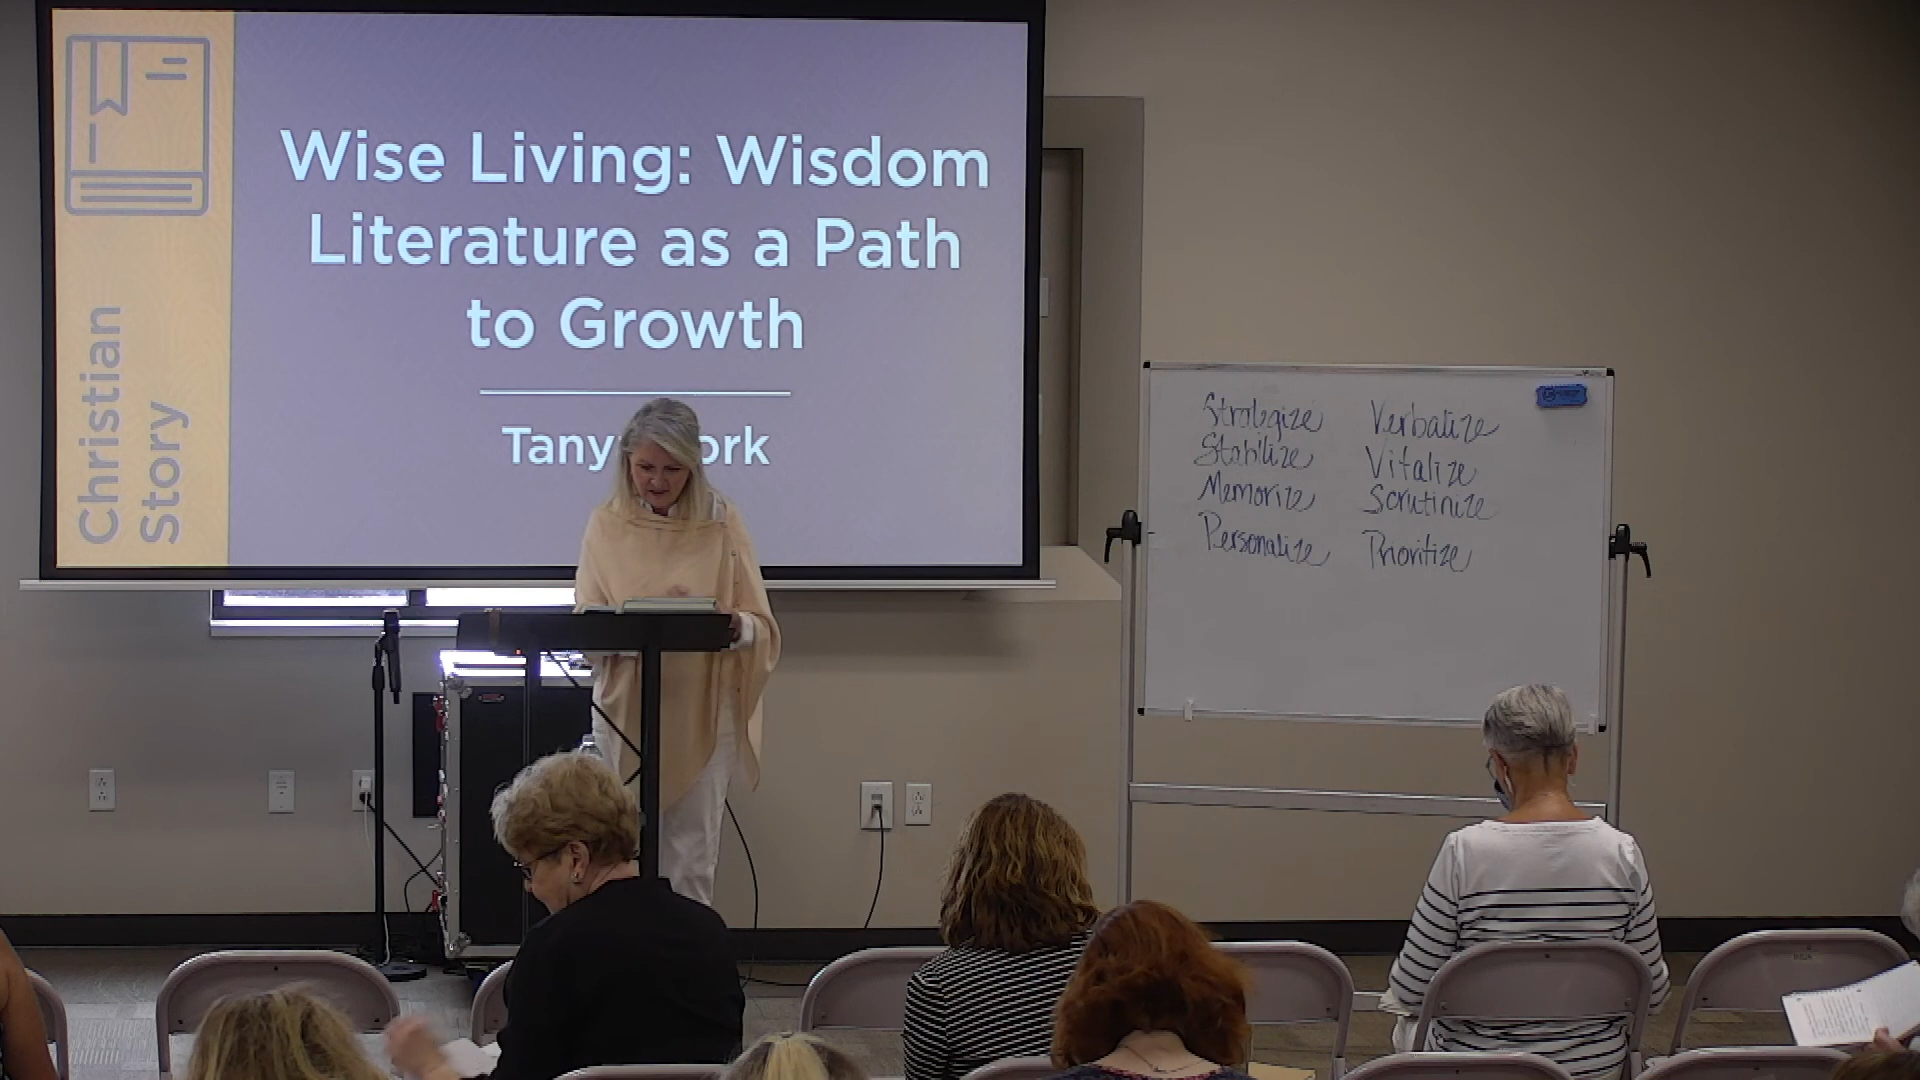 Wise Living: Wisdom
Literature as a Path
to Growth
Christian
Story
Strategize Verbalize
Stabilize Vitalize
Memorize Scrutinize
Personalize Prioritize